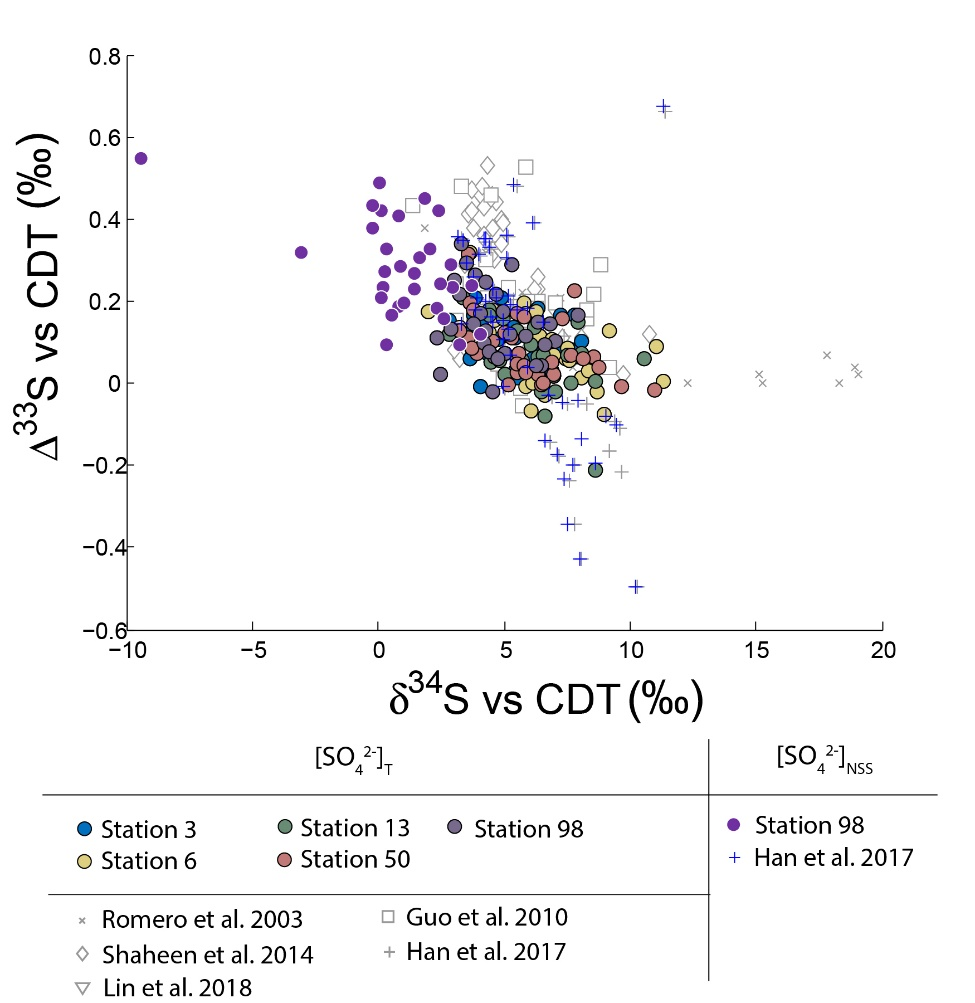 0.8
0.6
0.4
0.2
0
−0.2
−0.4
−0.6
Δ³³S vs CDT (‰)
−10 −5 0 5 10 15 20
δ³⁴S vs CDT (‰)
[SO₄²⁻]T [SO₄²⁻]NSS
Station 3 Station 13 Station 98 Station 98
Station 6 Station 50 Han et al. 2017
Romero et al. 2003 Guo et al. 2010
Shaheen et al. 2014 Han et al. 2017
Lin et al. 2018